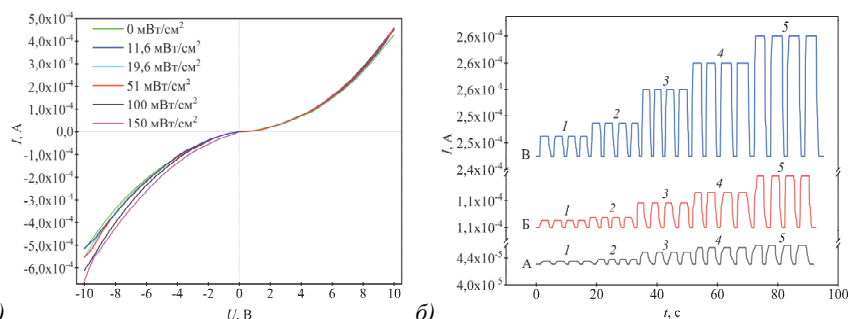 5,0x10⁻⁴
4,0x10⁻⁴
3,0x10⁻⁴
2,0x10⁻⁴
1,0x10⁻⁴
0,0
-1,0x10⁻⁴
-2,0x10⁻⁴
-3,0x10⁻⁴
-4,0x10⁻⁴
-5,0x10⁻⁴
-6,0x10⁻⁴
I, А
0 мВт/см²
11,6 мВт/см²
19,6 мВт/см²
51 мВт/см²
100 мВт/см²
150 мВт/см²
-10 -8 -6 -4 -2 0 2 4 6 8 10
U, В
б)
2,6x10⁻⁴
2,6x10⁻⁴
2,5x10⁻⁴
2,5x10⁻⁴
2,4x10⁻⁴
1,1x10⁻⁴
1,1x10⁻⁴
4,4x10⁻⁵
4,0x10⁻⁵
I, А
В 1 2 3 4 5
Б 1 2 3 4 5
А 1 2 3 4 5
0 20 40 60 80 100
t, с